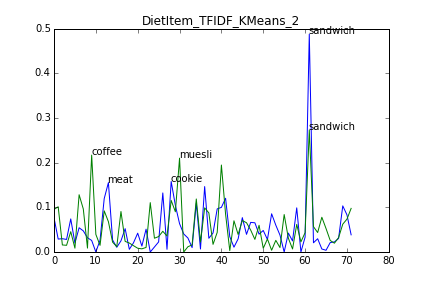 DietItem_TFIDF_KMeans_2
0.5
0.4
0.3
0.2
0.1
0.0
sandwich
sandwich
coffee
muesli
meat
cookie
0 10 20 30 40 50 60 70 80